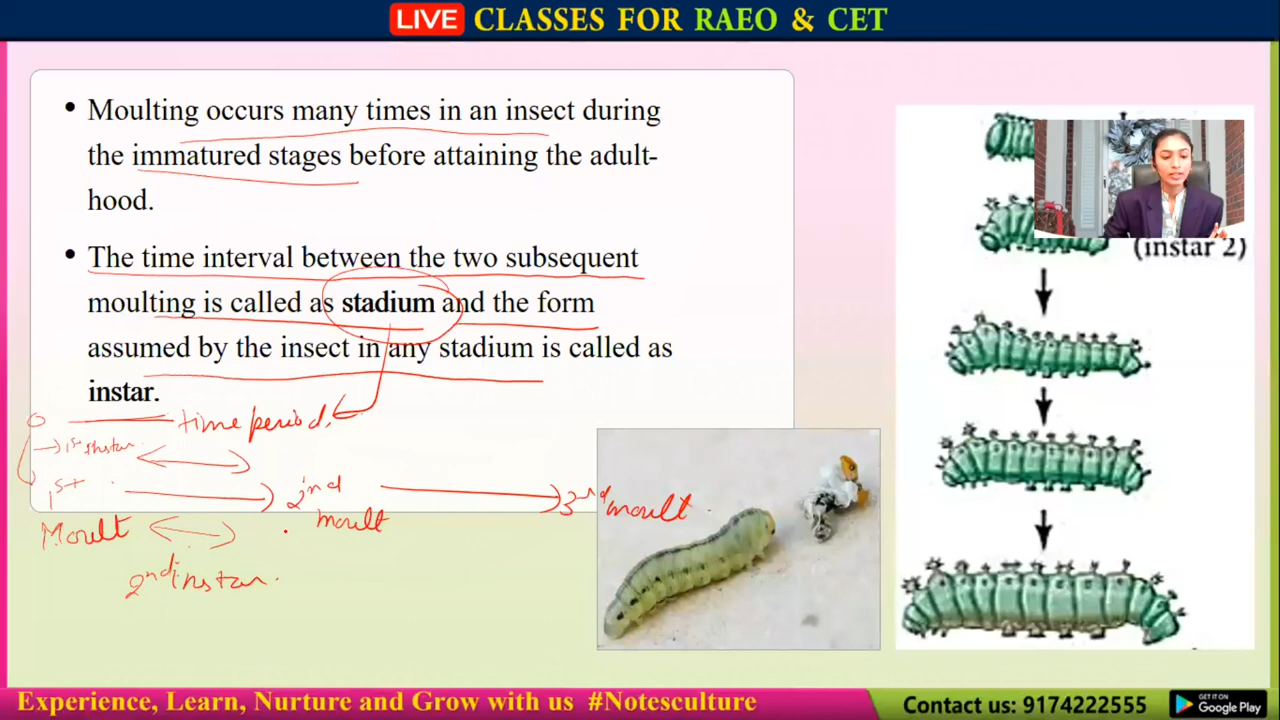 LIVE CLASSES FOR RAEO & CET
• Moulting occurs many times in an insect during
the immatured stages before attaining the adult-
hood.
• The time interval between the two subsequent
moulting is called as stadium and the form
assumed by the insect in any stadium is called as
instar.
0 time period
1st instar
1st
Moult
2nd
moult
3rd moult
2nd instar
(instar 2)
Experience, Learn, Nurture and Grow with us #Notesculture
Contact us: 9174222555
GET IT ON
Google Play